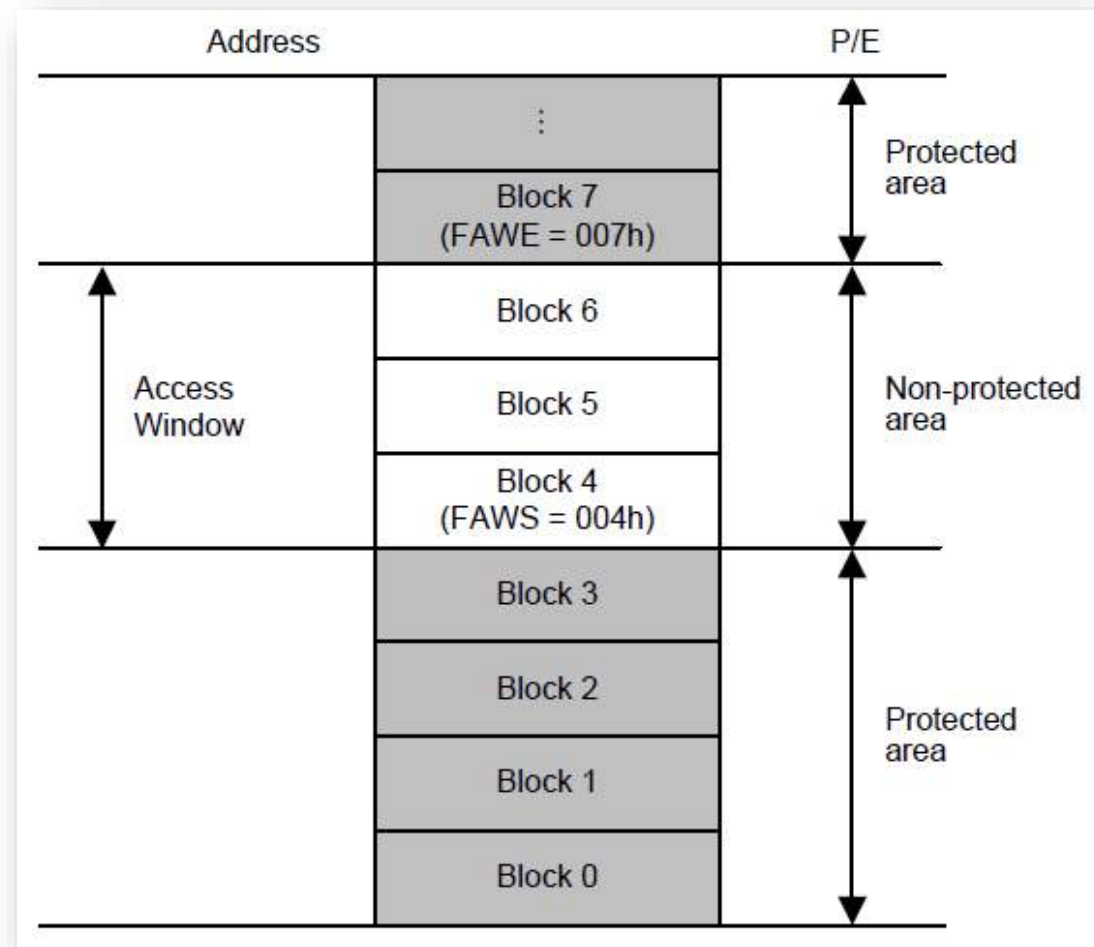 Address
P/E
⋮
Protected
area
Block 7
(FAWE = 007h)
Block 6
Access
Window
Block 5
Non-protected
area
Block 4
(FAWS = 004h)
Block 3
Block 2
Protected
area
Block 1
Block 0